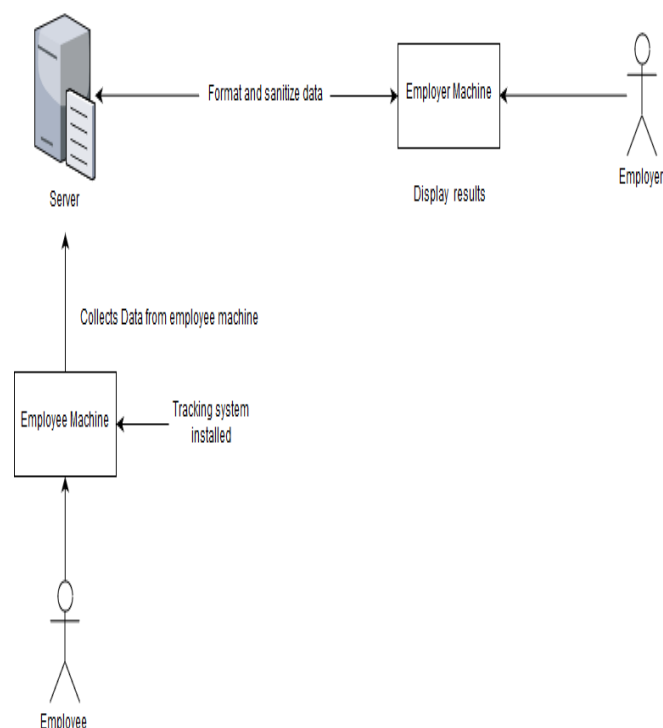 Format and sanitize data
Employer Machine
Employer
Server
Display results
Collects Data from employee machine
Employee Machine
Tracking system
installed
Employee